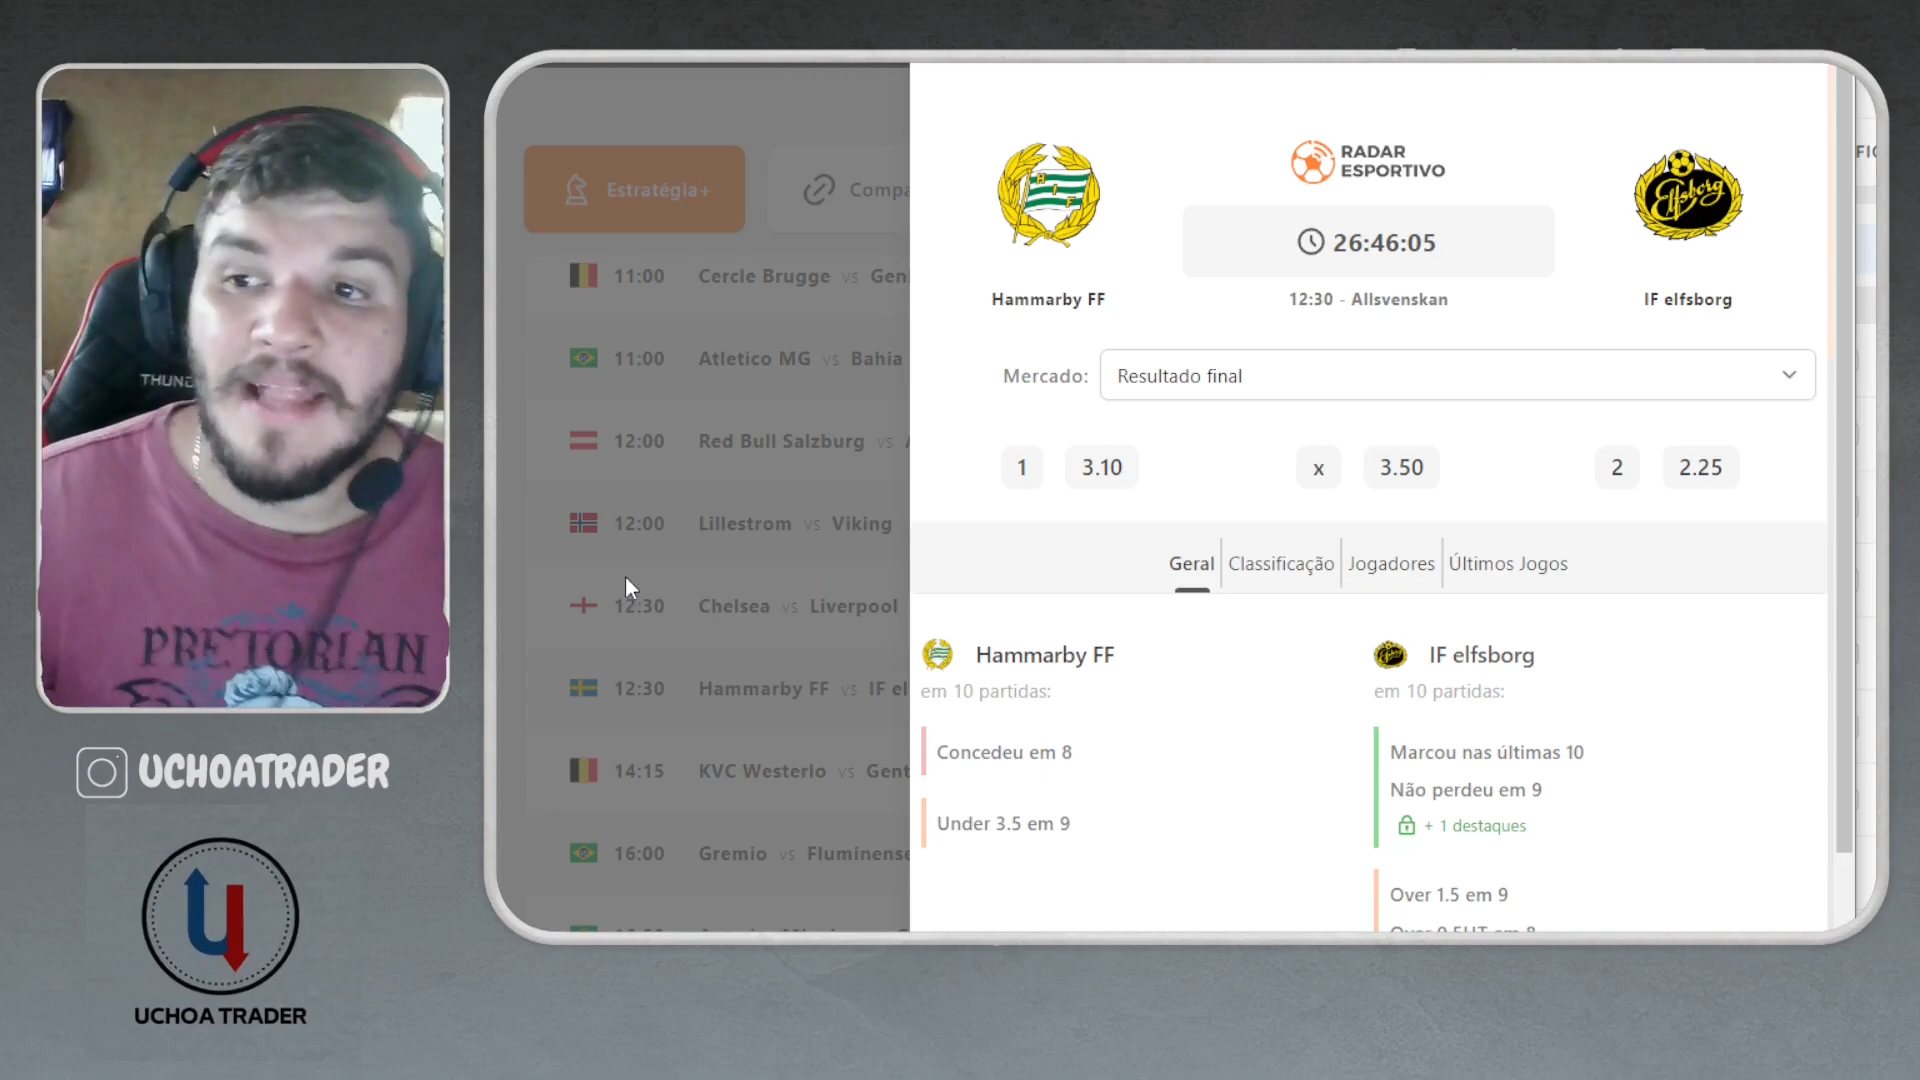 THUND
PRETORIAN
UCHOATRADER
U
UCHOA TRADER
Estratégia+
Compa
11:00 Cercle Brugge vs Gen
11:00 Atletico MG vs Bahia
12:00 Red Bull Salzburg vs
12:00 Lillestrom vs Viking
12:30 Chelsea vs Liverpool
12:30 Hammarby FF vs IF el
14:15 KVC Westerlo vs Gent
16:00 Gremio vs Fluminense
RADAR
ESPORTIVO
HIF
Elfsborg
26:46:05
Hammarby FF
12:30 - Allsvenskan
IF elfsborg
Mercado: Resultado final
1 3.10 x 3.50 2 2.25
Geral Classificação Jogadores Últimos Jogos
Hammarby FF
em 10 partidas:
Concedeu em 8
Under 3.5 em 9
IF elfsborg
em 10 partidas:
Marcou nas últimas 10
Não perdeu em 9
+ 1 destaques
Over 1.5 em 9